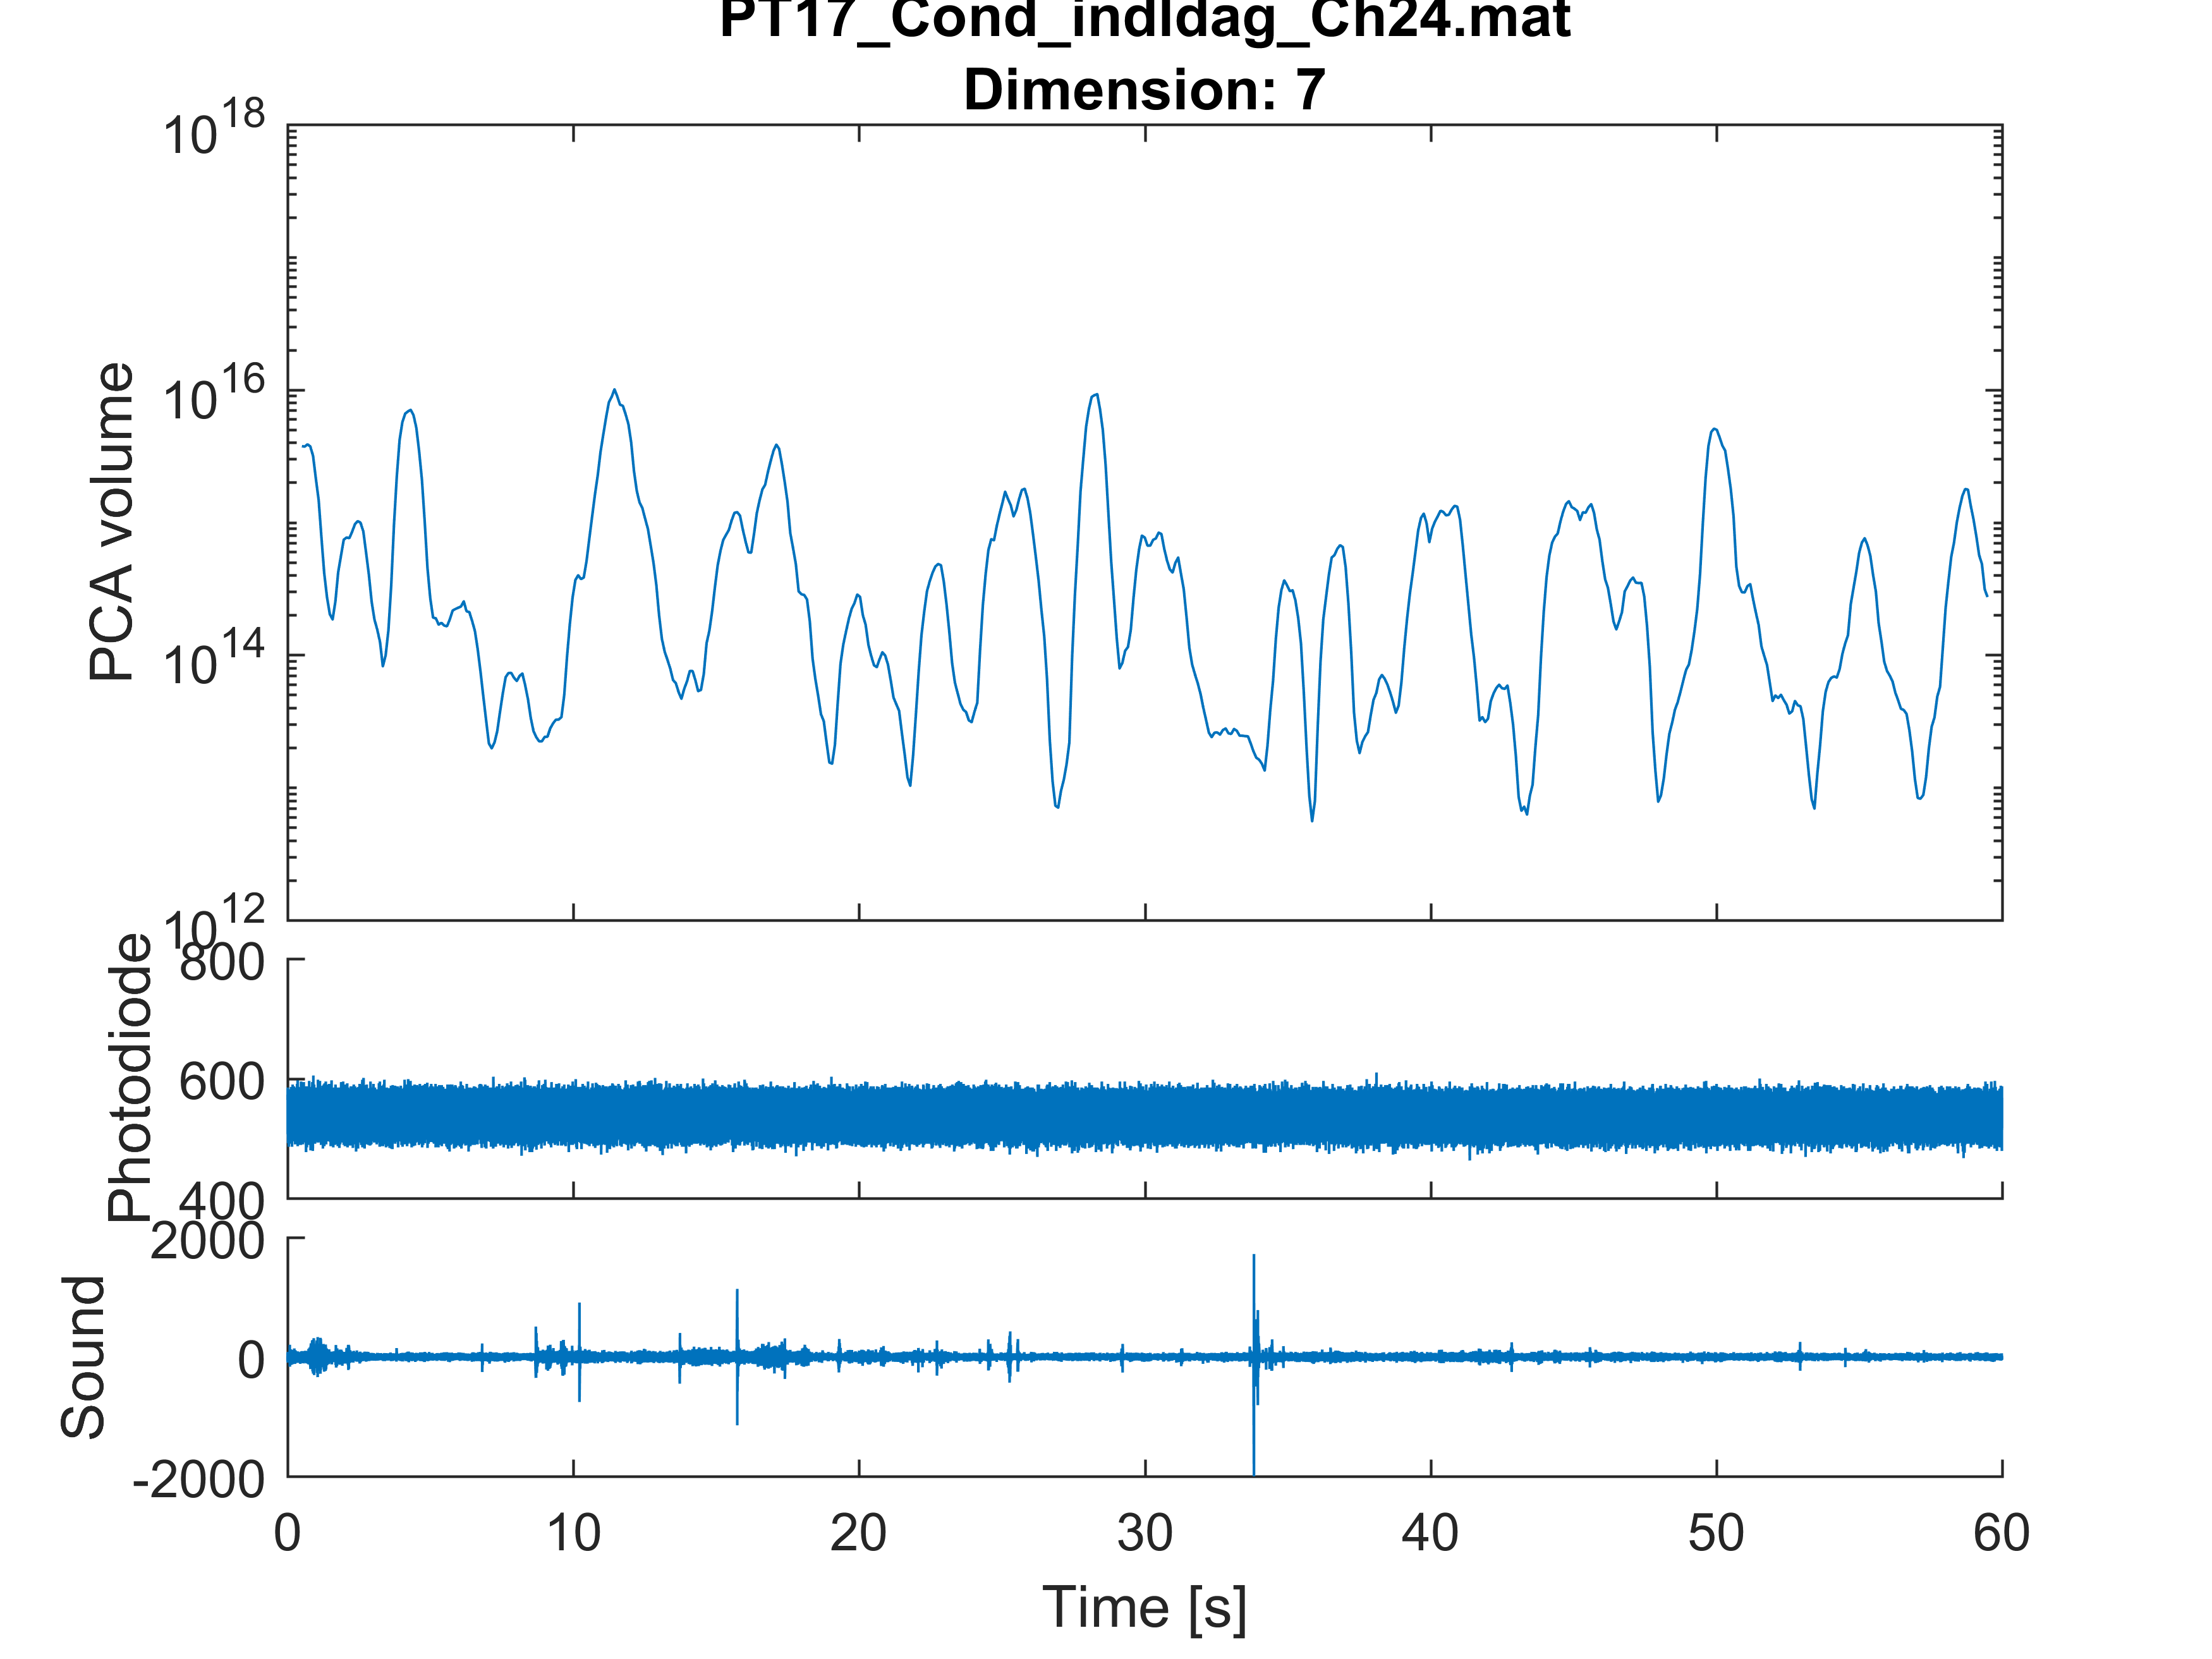 PT17_Cond_indIdag_Ch24.mat
Dimension: 7
10^18
10^16
10^14
10^12
PCA volume
800
600
400
Photodiode
2000
0
-2000
Sound
0 10 20 30 40 50 60
Time [s]